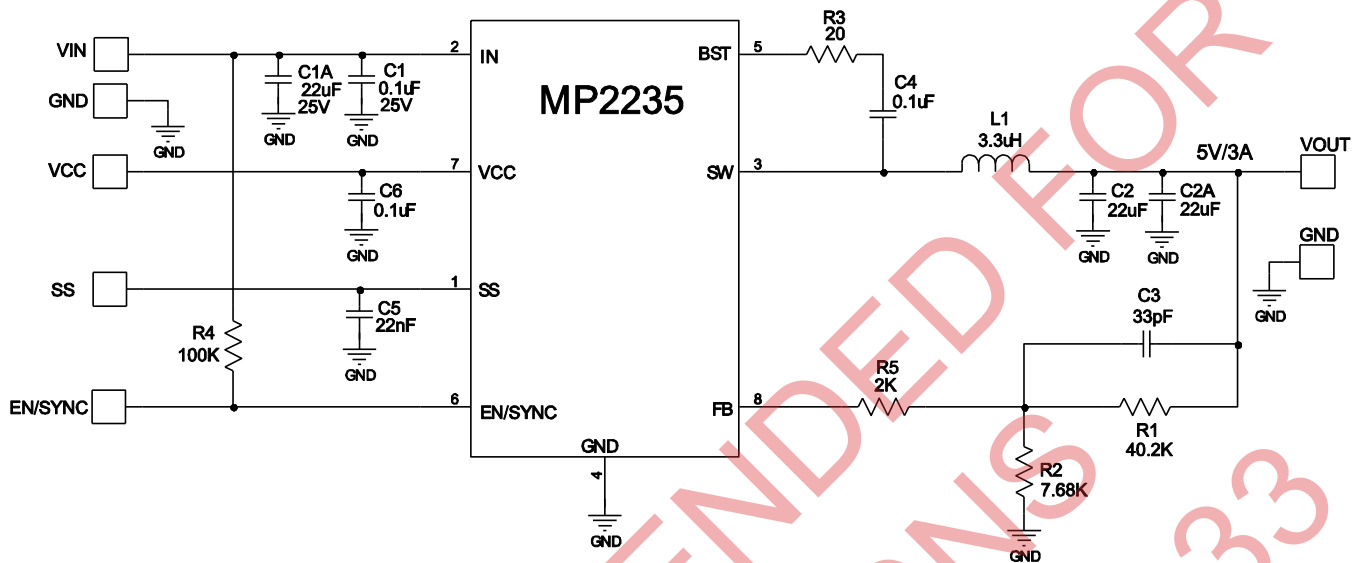 VIN
GND
GND
VCC
SS
EN/SYNC
R4
100K
C1A
22uF
25V
GND
C1
0.1uF
25V
GND
C6
0.1uF
GND
C5
22nF
GND
2
IN
7
VCC
1
SS
6
EN/SYNC
MP2235
BST
5
SW
3
FB
8
GND
4
GND
R3
20
C4
0.1uF
L1
3.3uH
5V/3A
VOUT
C2
22uF
GND
C2A
22uF
GND
GND
GND
C3
33pF
R5
2K
R1
40.2K
R2
7.68K
GND
ENDED FOR
NS
33